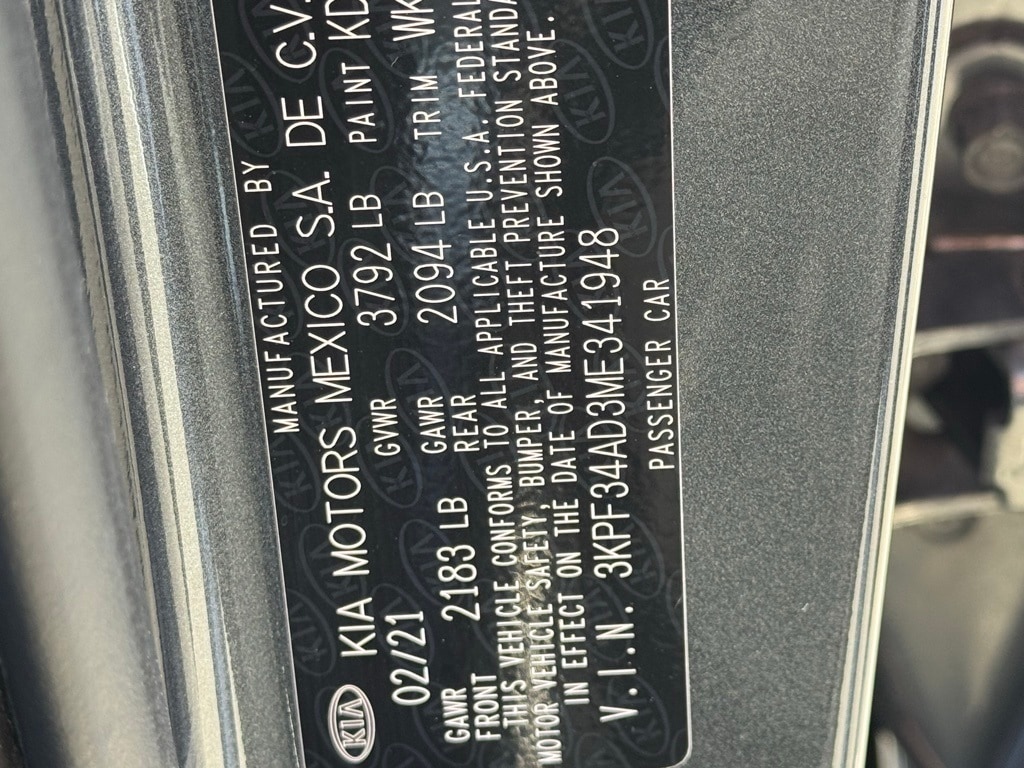 MANUFACTURED BY
KIA KIA MOTORS MEXICO S.A. DE C.V.
02/21 GVWR 3792 LB PAINT KD
GAWR FRONT 2183 LB GAWR REAR 2094 LB TRIM WK
THIS VEHICLE CONFORMS TO ALL APPLICABLE U.S.A. FEDERAL
MOTOR VEHICLE SAFETY, BUMPER, AND THEFT PREVENTION STANDA
IN EFFECT ON THE DATE OF MANUFACTURE SHOWN ABOVE.
V.I.N. 3KPF34AD3ME341948
PASSENGER CAR